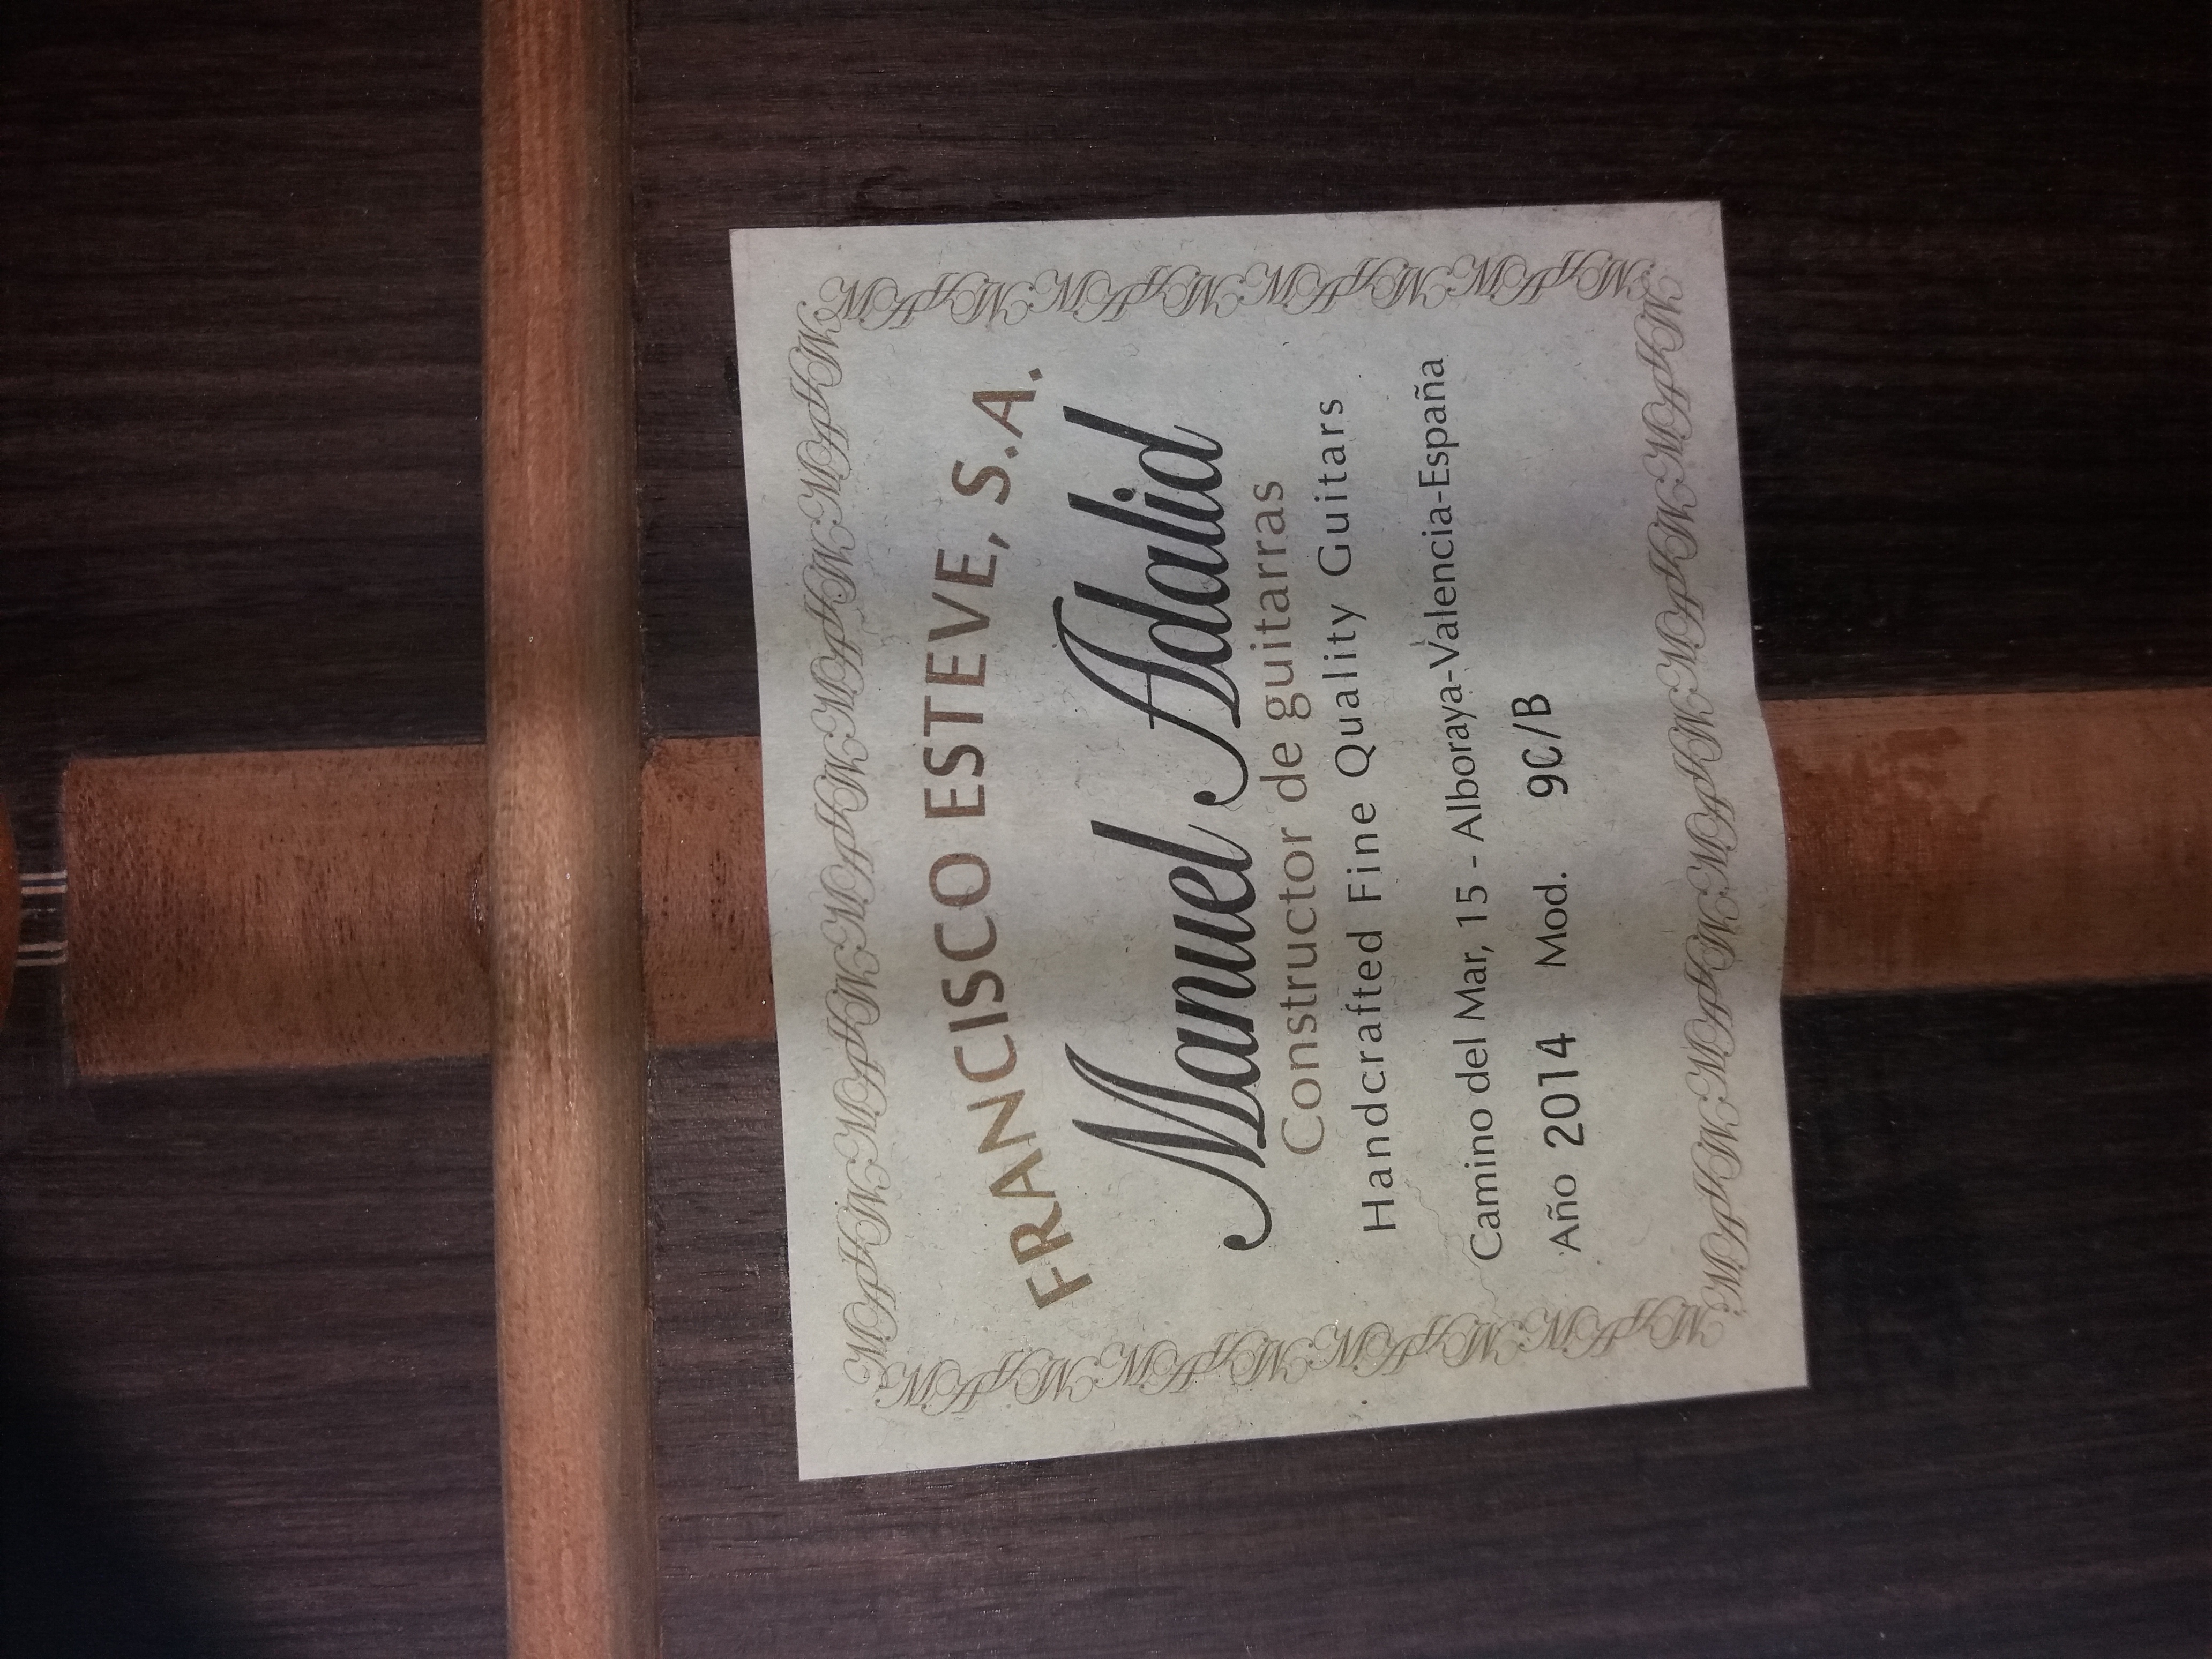 FRANCISCO ESTEVE, S.A.
Manuel Adalid
Constructor de guitarras
Handcrafted Fine Quality Guitars
Camino del Mar, 15 - Alboraya-Valencia-España
Año 2014 Mod. 9C/B